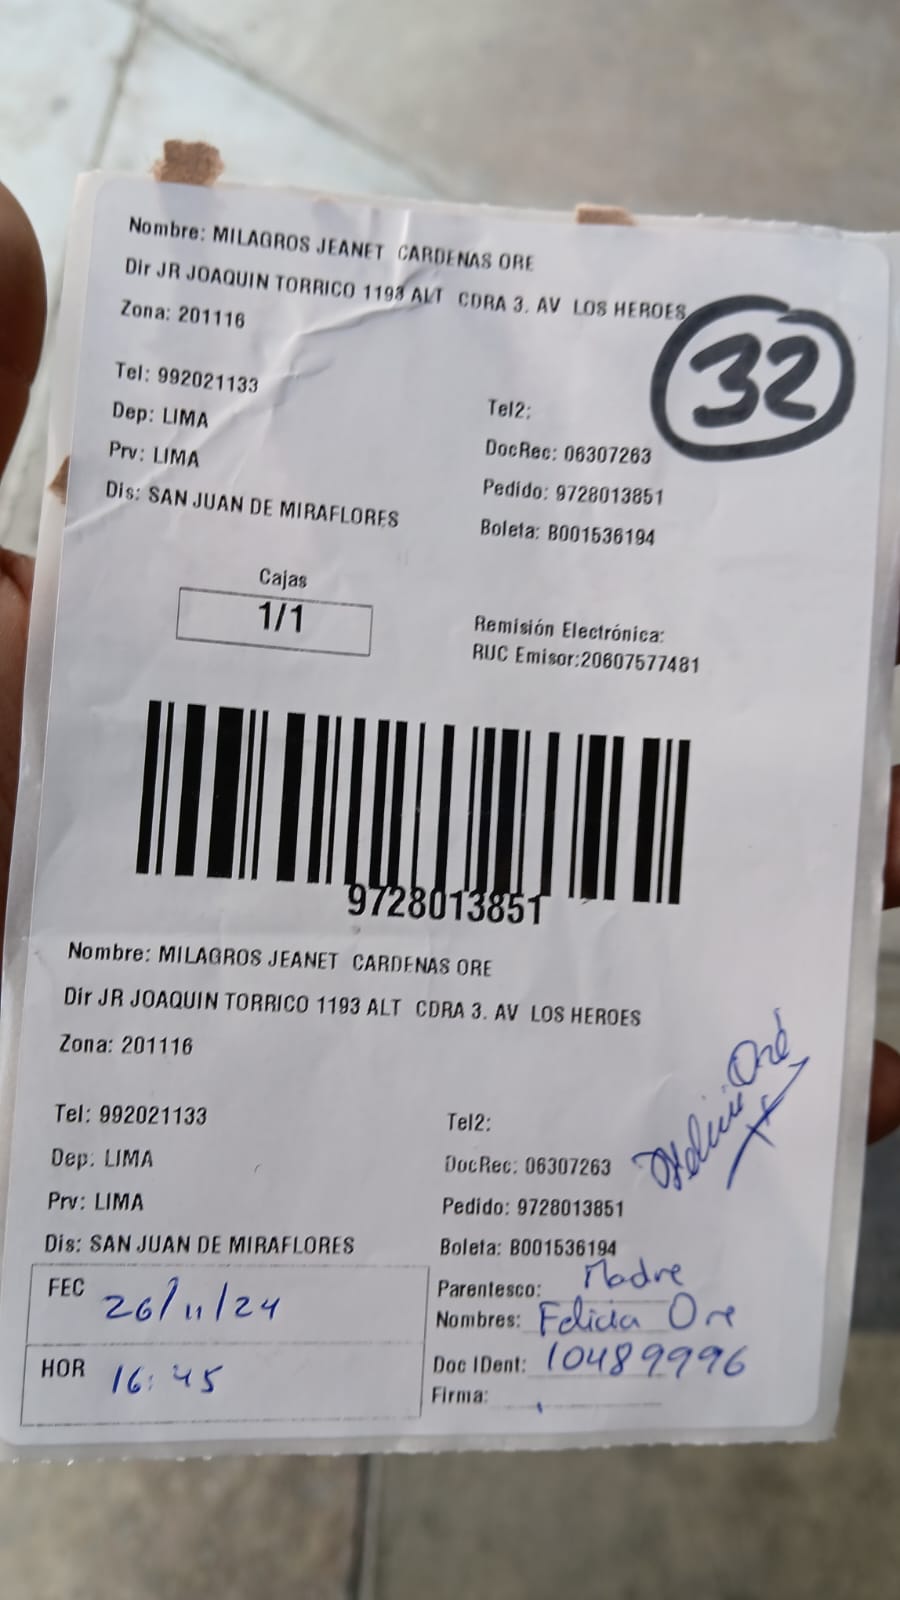 Nombre: MILAGROS JEANET CARDENAS ORE
Dir JR JOAQUIN TORRICO 1193 ALT CDRA 3. AV LOS HEROES
Zona: 201116
32
Tel: 992021133
Tel2:
Dep: LIMA
DocRec: 06307263
Prv: LIMA
Pedido: 9728013851
Dis: SAN JUAN DE MIRAFLORES
Boleta: B001536194
Cajas
1/1
Remisión Electrónica:
RUC Emisor:20607577481
9728013851
Nombre: MILAGROS JEANET CARDENAS ORE
Dir JR JOAQUIN TORRICO 1193 ALT CDRA 3. AV LOS HEROES
Zona: 201116
Tel: 992021133
Tel2:
Dep: LIMA
DocRec: 06307263
Prv: LIMA
Pedido: 9728013851
Dis: SAN JUAN DE MIRAFLORES
Boleta: B001536194
Oré
FEC 26/11/24
Parentesco: Madre
Nombres: Felicia Ore
HOR 16:45
Doc IDent: 10489996
Firma: